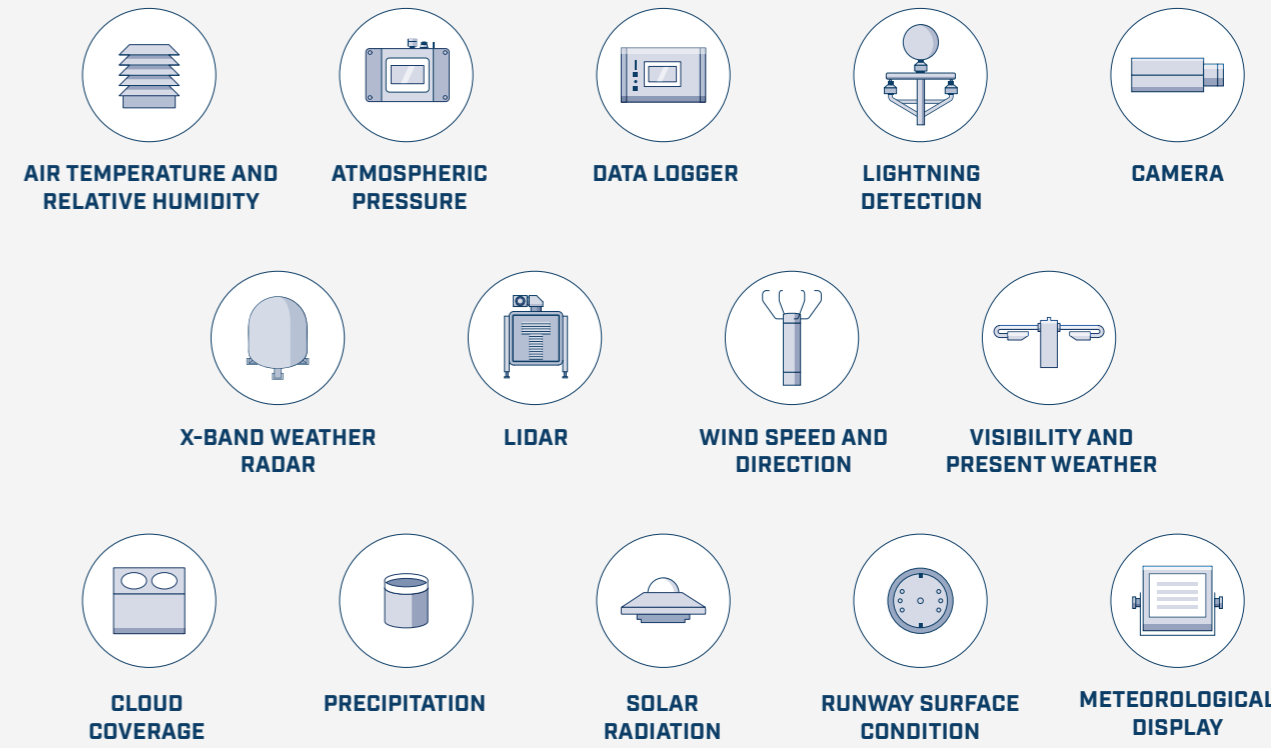 AIR TEMPERATURE AND
RELATIVE HUMIDITY
ATMOSPHERIC
PRESSURE
DATA LOGGER
LIGHTNING
DETECTION
CAMERA
X-BAND WEATHER
RADAR
LIDAR
WIND SPEED AND
DIRECTION
VISIBILITY AND
PRESENT WEATHER
CLOUD
COVERAGE
PRECIPITATION
SOLAR
RADIATION
RUNWAY SURFACE
CONDITION
METEOROLOGICAL
DISPLAY